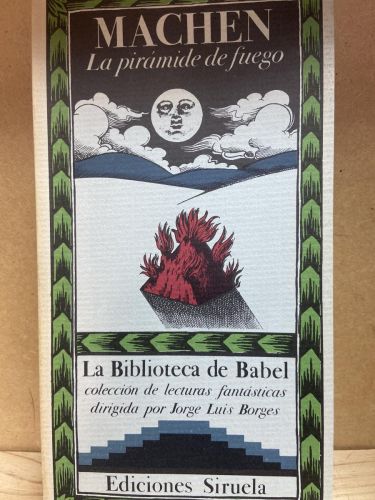 MACHEN
La pirámide de fuego
La Biblioteca de Babel
colección de lecturas fantásticas
dirigida por Jorge Luis Borges
Ediciones Siruela